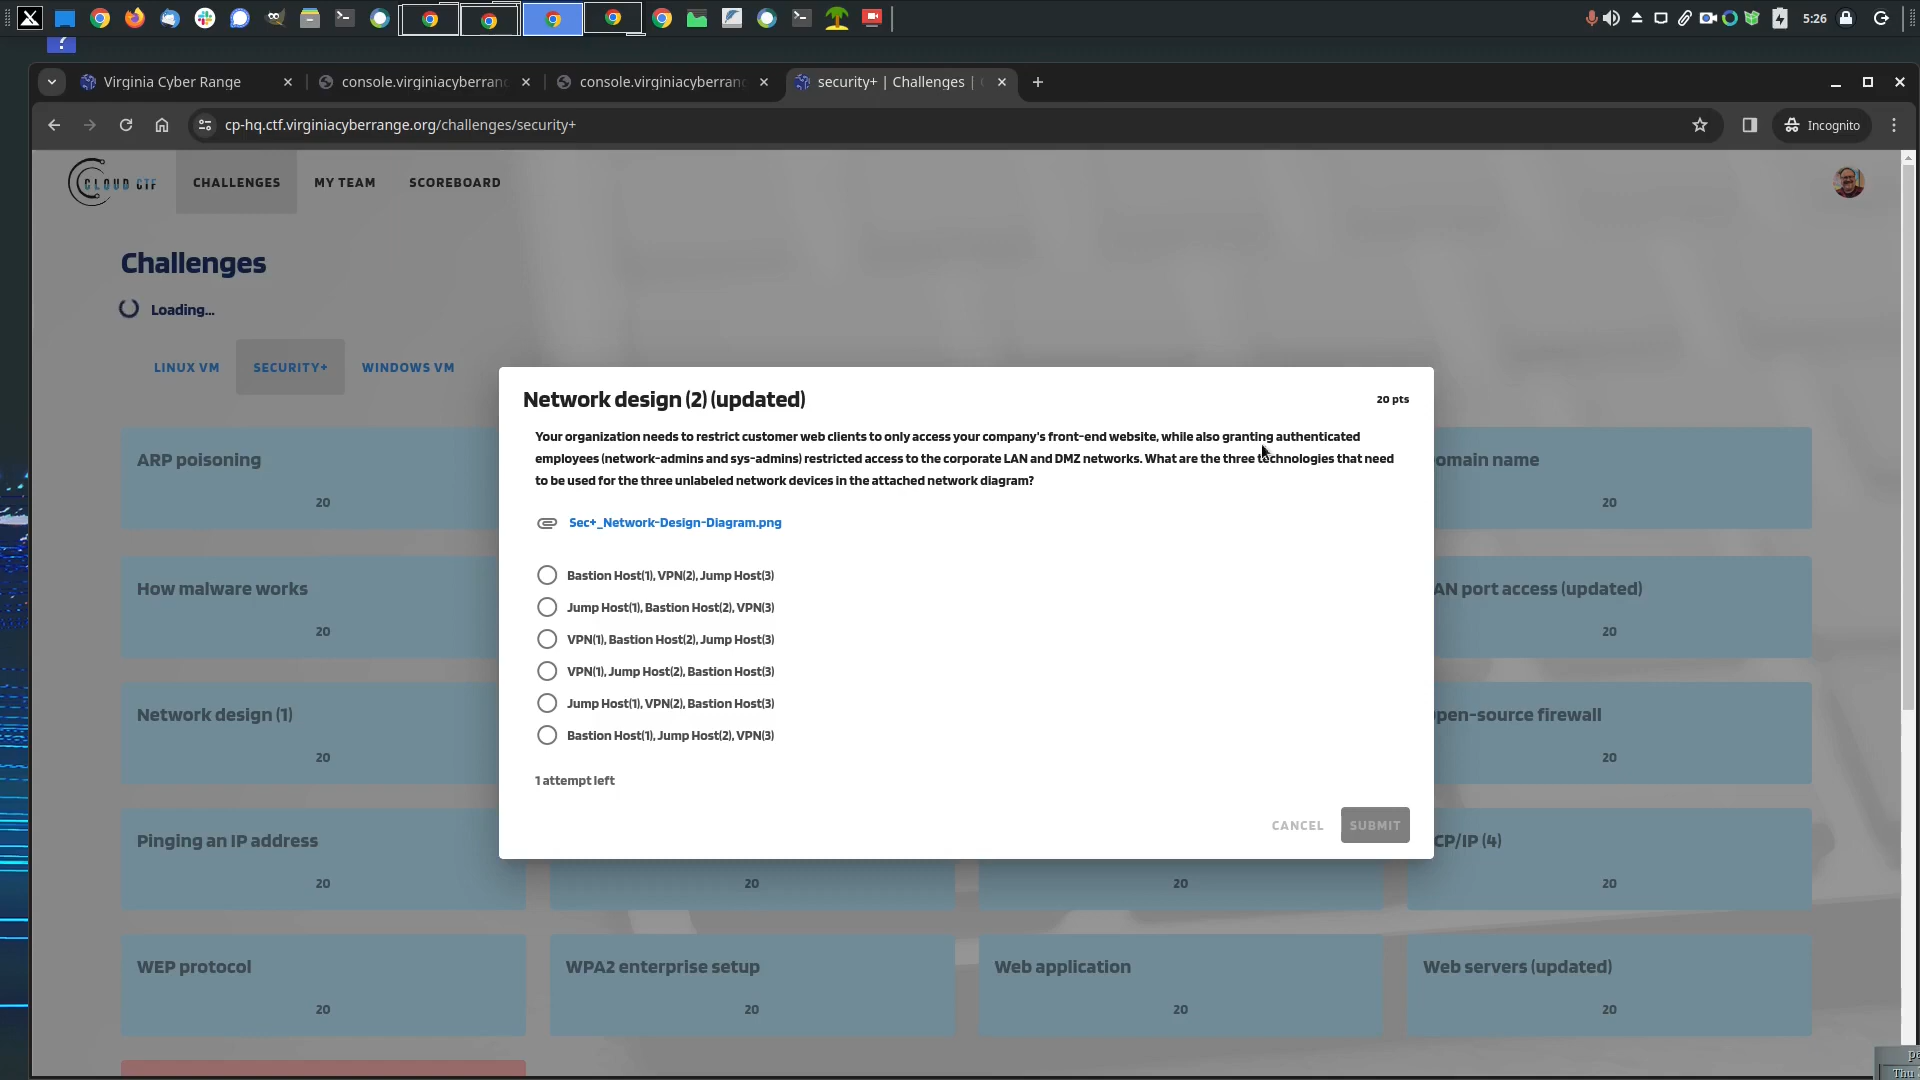 5:26
?
Virginia Cyber Range
console.virginiacyberran
console.virginiacyberran
security+ | Challenges |
cp-hq.ctf.virginiacyberrange.org/challenges/security+
Incognito
CLOUD CTF
CHALLENGES
MY TEAM
SCOREBOARD
Challenges
Loading...
LINUX VM
SECURITY+
WINDOWS VM
Network design (2) (updated)
20 pts
Your organization needs to restrict customer web clients to only access your company's front-end website, while also granting authenticated
employees (network-admins and sys-admins) restricted access to the corporate LAN and DMZ networks. What are the three technologies that need
to be used for the three unlabeled network devices in the attached network diagram?
Sec+_Network-Design-Diagram.png
Bastion Host(1), VPN(2), Jump Host(3)
Jump Host(1), Bastion Host(2), VPN(3)
VPN(1), Bastion Host(2), Jump Host(3)
VPN(1), Jump Host(2), Bastion Host(3)
Jump Host(1), VPN(2), Bastion Host(3)
Bastion Host(1), Jump Host(2), VPN(3)
1 attempt left
CANCEL
SUBMIT
ARP poisoning
20
omain name
20
How malware works
20
AN port access (updated)
20
Network design (1)
20
pen-source firewall
20
Pinging an IP address
20
20
20
CP/IP (4)
20
WEP protocol
20
WPA2 enterprise setup
20
Web application
20
Web servers (updated)
20
pa
Thu